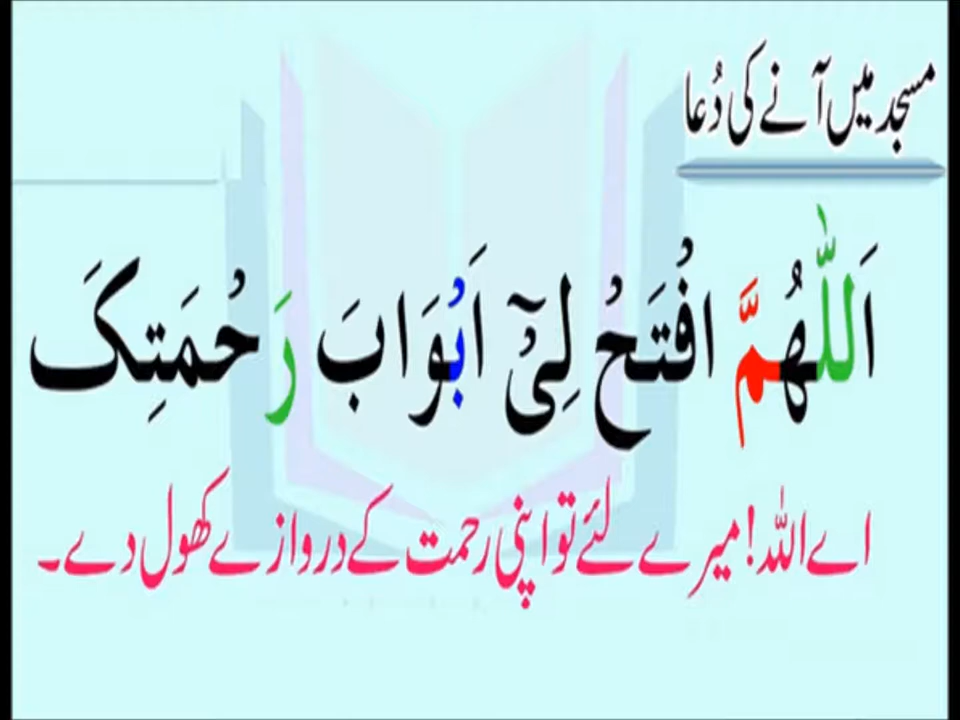 مسجد میں آنے کی دُعا
اَللّٰهُمَّ افْتَحْ لِیْٓ اَبْوَابَ رَحْمَتِکَ
اے اللہ! میرے لئے تو اپنی رحمت کے دروازے کھول دے۔